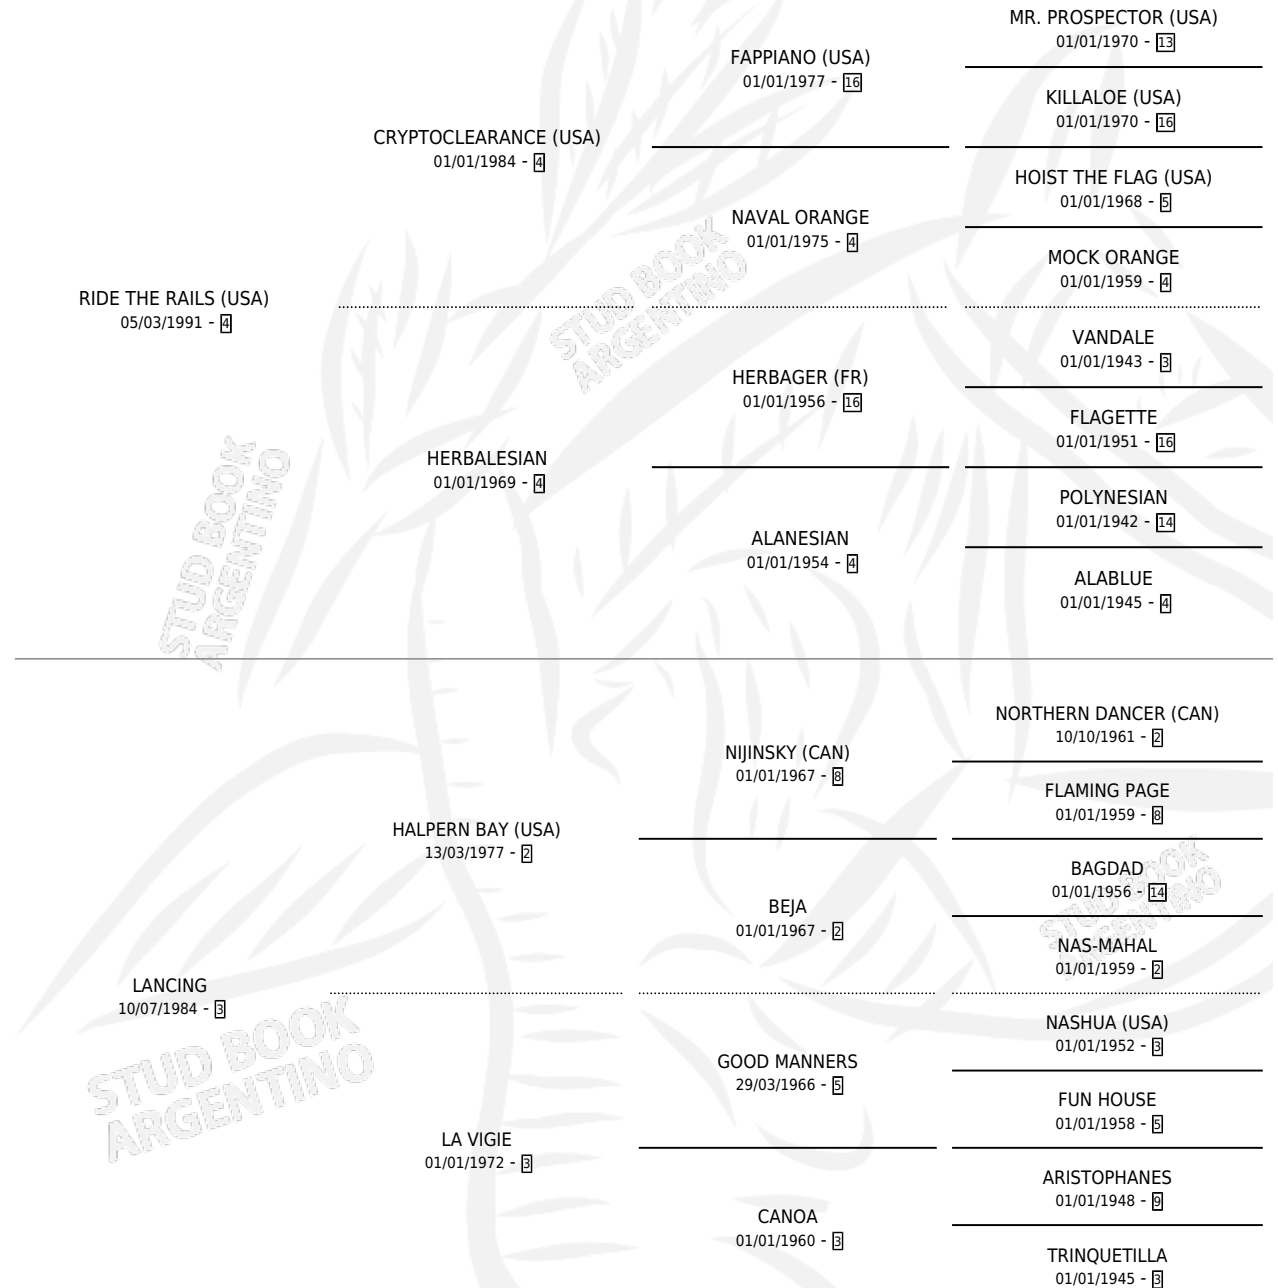 MR. PROSPECTOR (USA)
01/01/1970 - 13
FAPPIANO (USA)
01/01/1977 - 16
KILLALOE (USA)
01/01/1970 - 16
CRYPTOCLEARANCE (USA)
01/01/1984 - 4
HOIST THE FLAG (USA)
01/01/1968 - 5
NAVAL ORANGE
01/01/1975 - 4
MOCK ORANGE
01/01/1959 - 4
RIDE THE RAILS (USA)
05/03/1991 - 4
VANDALE
01/01/1943 - 3
HERBAGER (FR)
01/01/1956 - 16
FLAGETTE
01/01/1951 - 16
HERBALESIAN
01/01/1969 - 4
POLYNESIAN
01/01/1942 - 14
ALANESIAN
01/01/1954 - 4
ALABLUE
01/01/1945 - 4
STUD BOOK
ARGENTINO
STUD BOOK
ARGENTINO
NORTHERN DANCER (CAN)
10/10/1961 - 2
NIJINSKY (CAN)
01/01/1967 - 8
FLAMING PAGE
01/01/1959 - 8
HALPERN BAY (USA)
13/03/1977 - 2
BAGDAD
01/01/1956 - 14
BEJA
01/01/1967 - 2
NAS-MAHAL
01/01/1959 - 2
LANCING
10/07/1984 - 3
NASHUA (USA)
01/01/1952 - 3
GOOD MANNERS
29/03/1966 - 5
FUN HOUSE
01/01/1958 - 5
LA VIGIE
01/01/1972 - 3
ARISTOPHANES
01/01/1948 - 9
CANOA
01/01/1960 - 3
TRINQUETILLA
01/01/1945 - 3
STUD BOOK
ARGENTINO
STUD BOOK
ARGENTINO